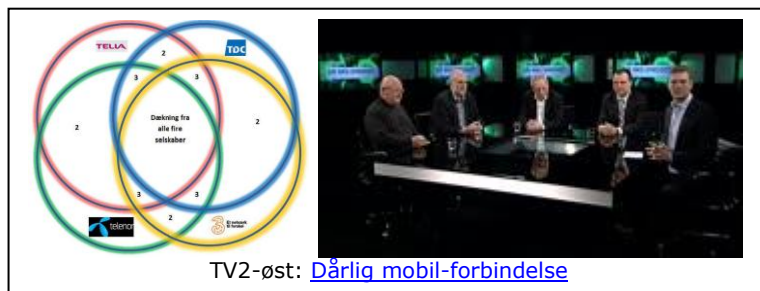 TELIA
TDC
2
3
3
2
Dækning fra
alle fire
selskaber
2
3
3
2
telenor
3
TV2-øst: Dårlig mobil-forbindelse